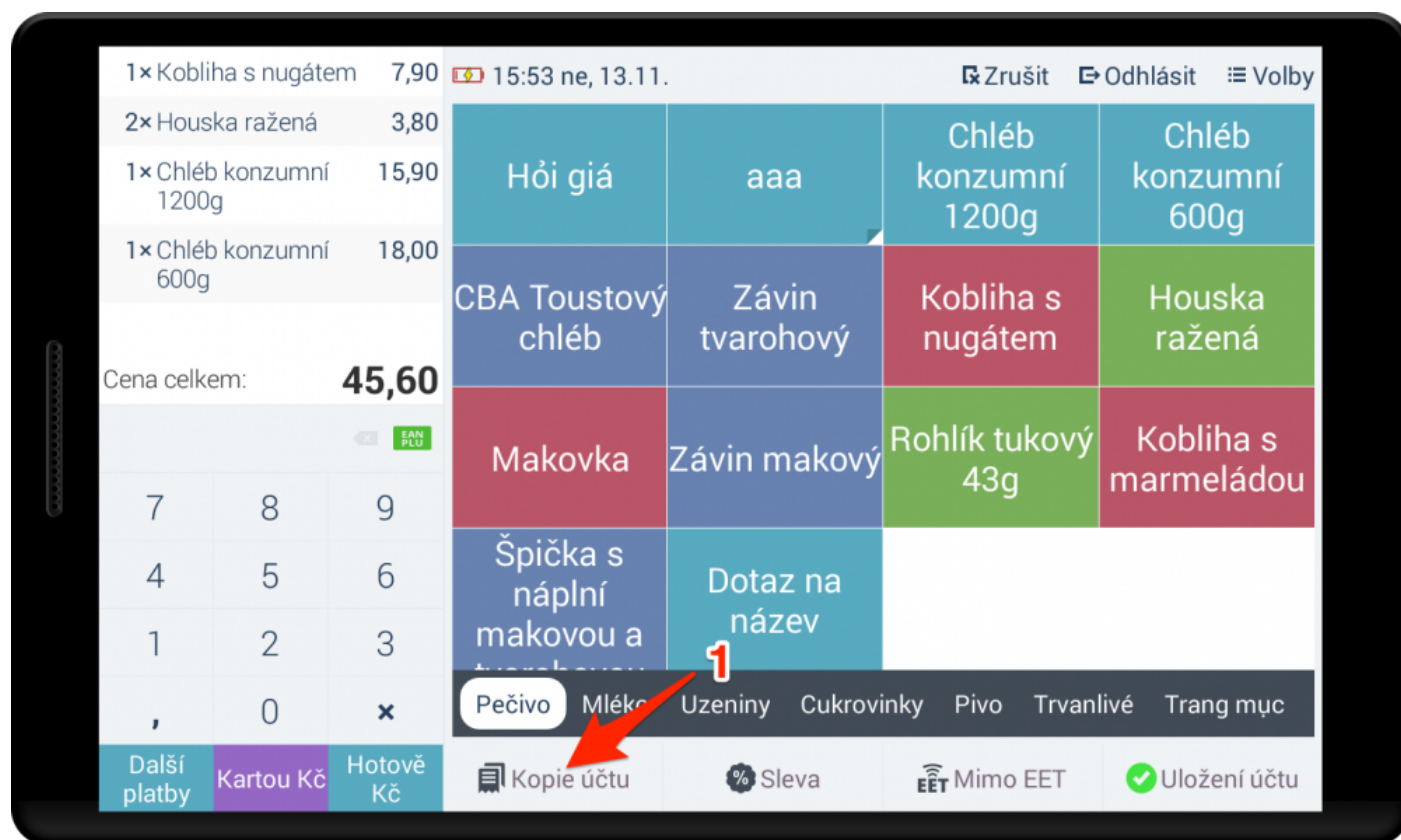 1× Kobliha s nugátem 7,90
2× Houska ražená 3,80
1× Chléb konzumní 15,90
1200g
1× Chléb konzumní 18,00
600g
Cena celkem: 45,60
EAN
PLU
7 8 9
4 5 6
1 2 3
, 0 ×
Další
platby
Kartou Kč
Hotově
Kč
15:53 ne, 13.11.
Zrušit
Odhlásit
Volby
Hỏi giá
aaa
Chléb
konzumní
1200g
Chléb
konzumní
600g
CBA Toustový
chléb
Závin
tvarohový
Kobliha s
nugátem
Houska
ražená
Makovka
Závin makový
Rohlík tukový
43g
Kobliha s
marmeládou
Špička s
náplní
makovou a
Dotaz na
název
1
Pečivo Mléko Uzeniny Cukrovinky Pivo Trvanlivé Trang mục
Kopie účtu
% Sleva
EET Mimo EET
Uložení účtu